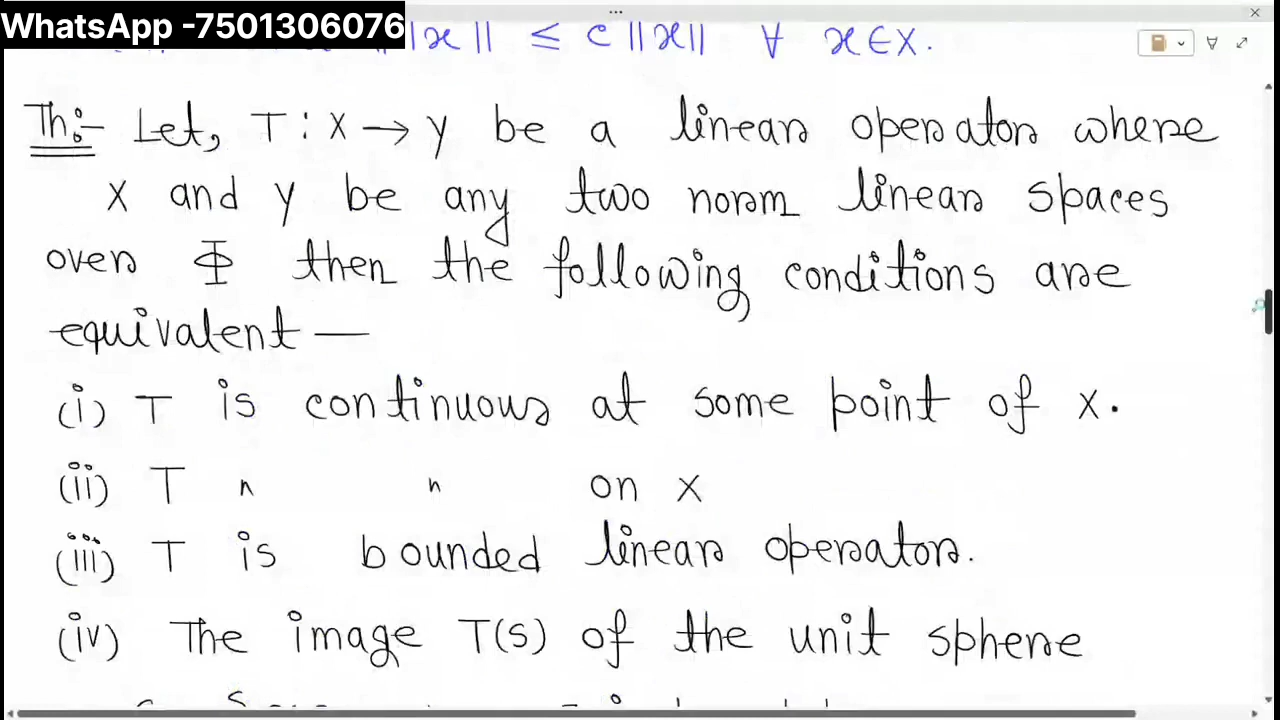 WhatsApp -7501306076
||x|| ≤ c ||x|| ∀ x∈X.
Th:- Let, T : X → Y be a linear operator where
X and Y be any two norm linear spaces
over Φ then the following conditions are
equivalent —
(i) T is continuous at some point of X.
(ii) T " " on X
(iii) T is bounded linear operator.
(iv) The image T(S) of the unit sphere